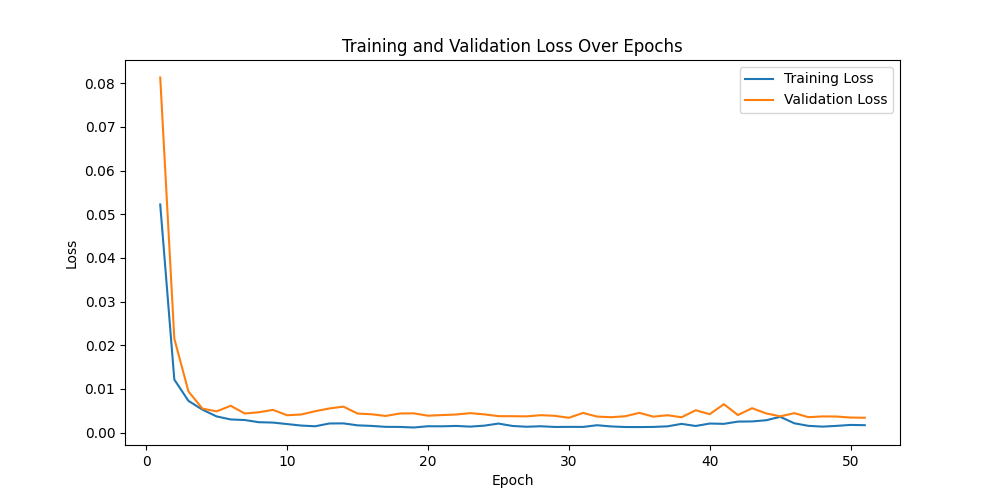 Training and Validation Loss Over Epochs
Training Loss
Validation Loss
0.08
0.07
0.06
0.05
0.04
0.03
0.02
0.01
0.00
Loss
0 10 20 30 40 50
Epoch